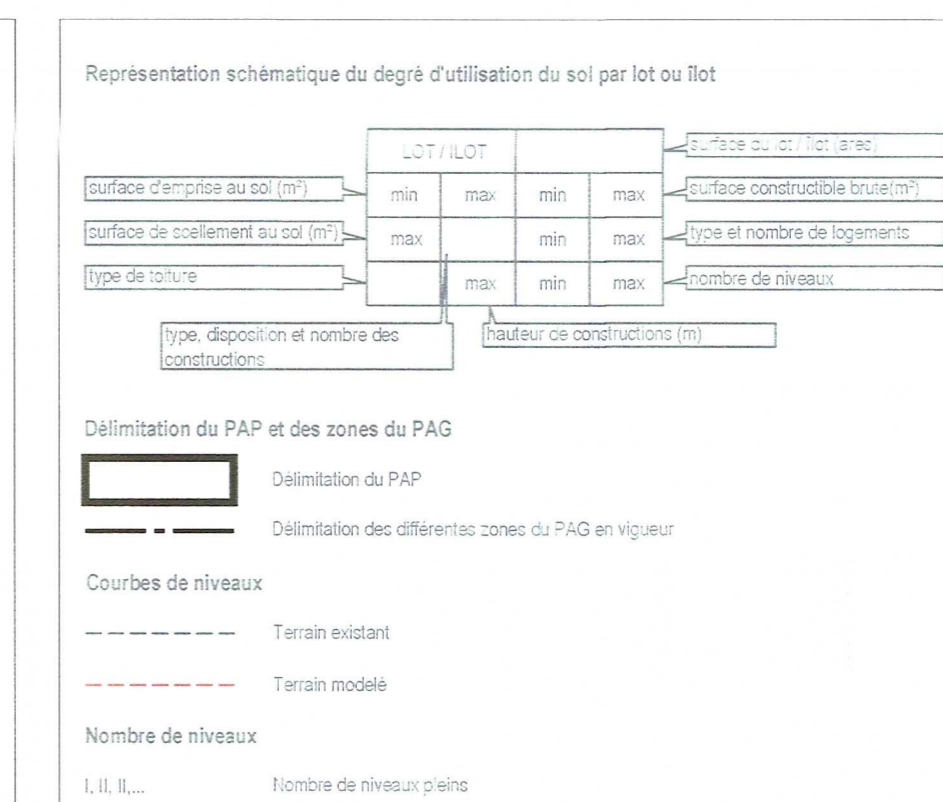 Représentation schématique du degré d'utilisation du sol par lot ou îlot
LOT / ILOT
surface du lot / îlot (ares)
surface d'emprise au sol (m²)
min max min max
surface constructible brute(m²)
surface de scellement au sol (m²)
max min max
type et nombre de logements
type de toiture
max min max
nombre de niveaux
type, disposition et nombre des
constructions
hauteur de constructions (m)
Délimitation du PAP et des zones du PAG
Délimitation du PAP
Délimitation des différentes zones du PAG en vigueur
Courbes de niveaux
Terrain existant
Terrain modelé
Nombre de niveaux
I, II, II,... Nombre de niveaux pleins